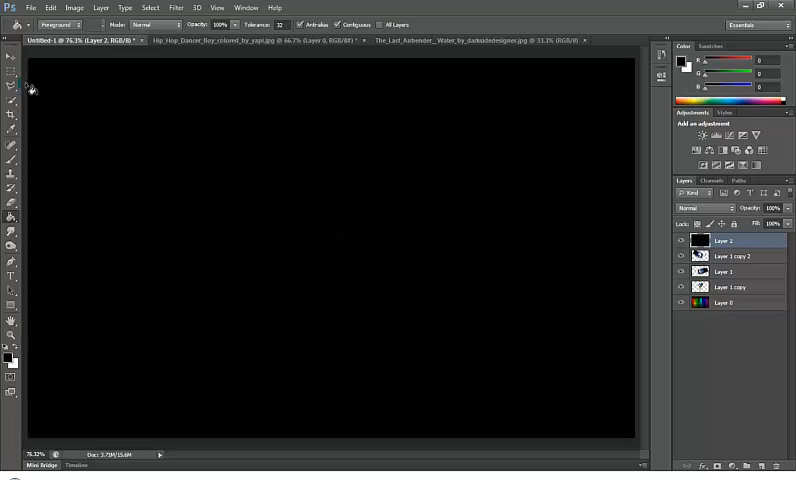 Ps File Edit Image Layer Type Select Filter 3D View Window Help
Foreground Mode: Normal Opacity: 100% Tolerance: 32 Anti-alias Contiguous All Layers Essentials
Untitled-1 @ 76.3% (Layer 2, RGB/8) * × Hip_Hop_Dancer_Boy_colored_by_yapi.jpg @ 66.7% (Layer 0, RGB/8#) * × The_Last_Airbender__Water_by_darksidedesigner.jpg @ 33.3% (RGB/8) ×
Color Swatches
R 0
G 0
B 0
Adjustments Styles
Add an adjustment
Layers Channels Paths
Kind
Normal Opacity: 100%
Lock: Fill: 100%
Layer 2
Layer 1 copy 2
Layer 1
Layer 1 copy
Layer 0
76.32% Doc: 3.71M/15.6M
Mini Bridge Timeline